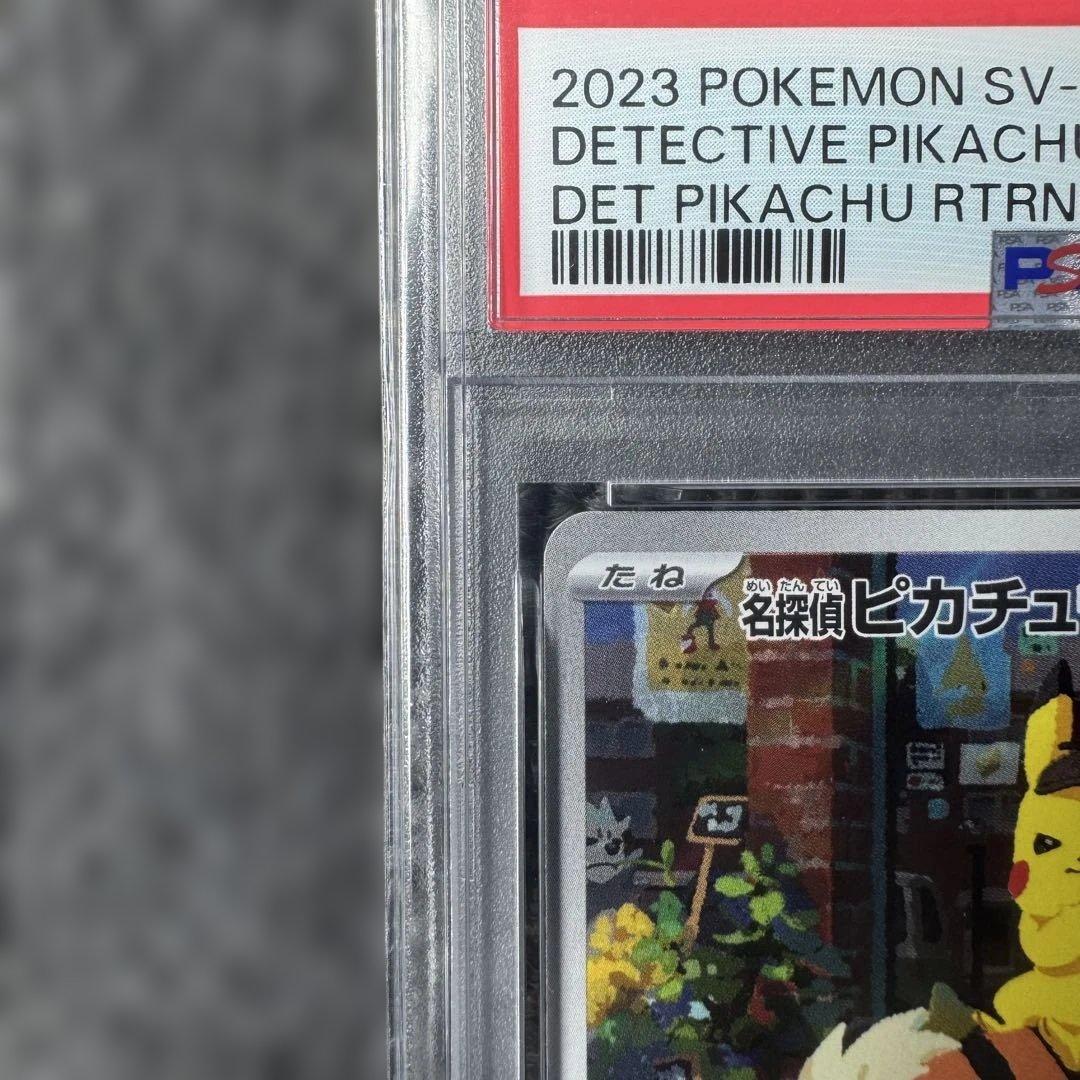 2023 POKEMON SV-
DETECTIVE PIKACHU
DET PIKACHU RTRN
PS
たね
めいたんてい
名探偵ピカチュ